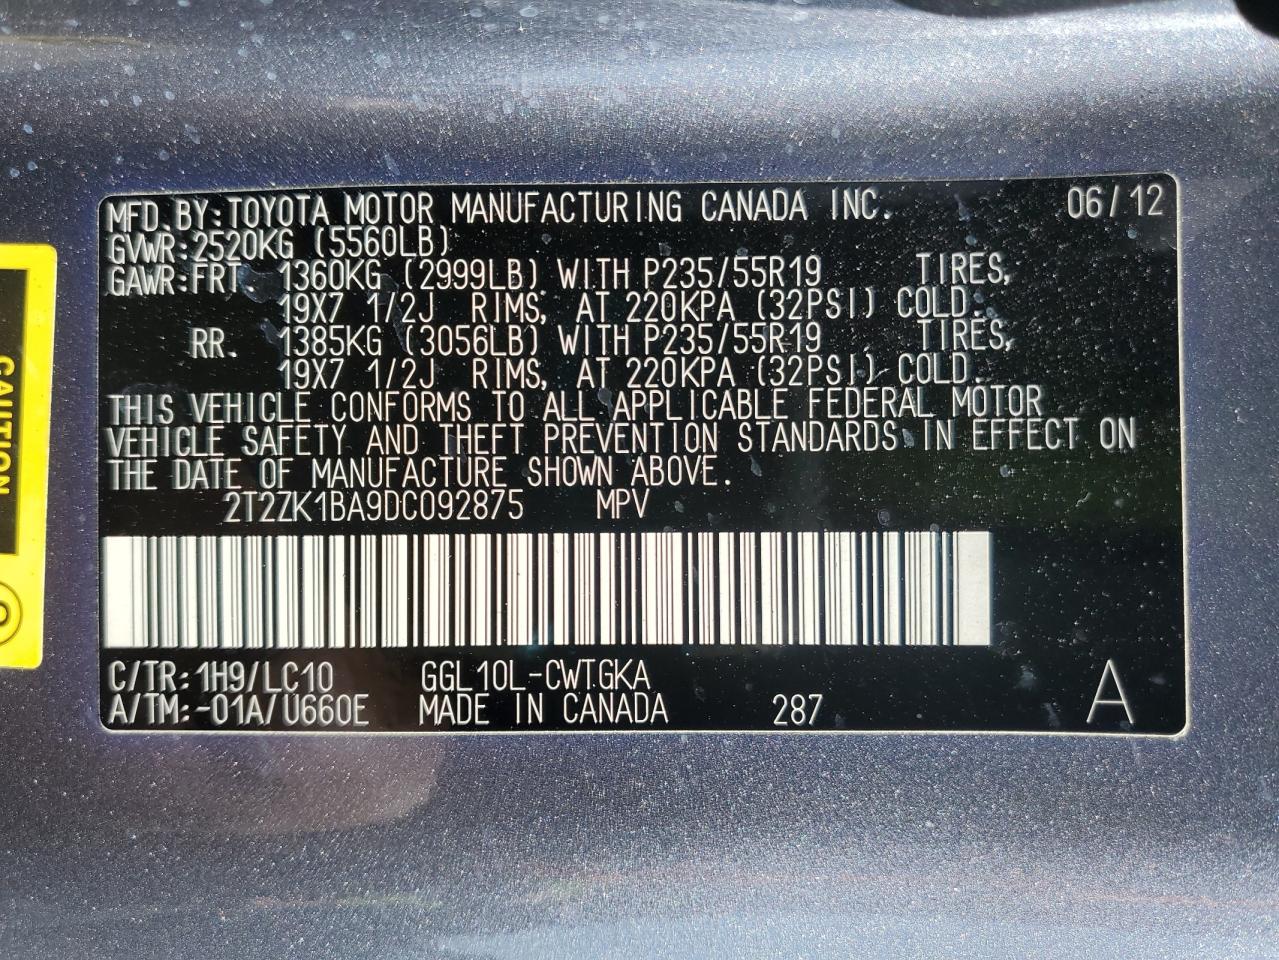 MFD.BY:TOYOTA MOTOR MANUFACTURING CANADA INC. 06/12
GVWR:2520KG (5560LB)
GAWR:FRT. 1360KG (2999LB) WITH P235/55R19 TIRES,
19X7 1/2J RIMS, AT 220KPA (32PSI) COLD.
RR. 1385KG (3056LB) WITH P235/55R19 TIRES,
19X7 1/2J RIMS, AT 220KPA (32PSI) COLD.
THIS VEHICLE CONFORMS TO ALL APPLICABLE FEDERAL MOTOR
VEHICLE SAFETY AND THEFT PREVENTION STANDARDS IN EFFECT ON
THE DATE OF MANUFACTURE SHOWN ABOVE.
2T2ZK1BA9DC092875 MPV
C/TR:1H9/LC10 GGL10L-CWTGKA
A/TM:-01A/U660E MADE IN CANADA 287 A
CAUTION